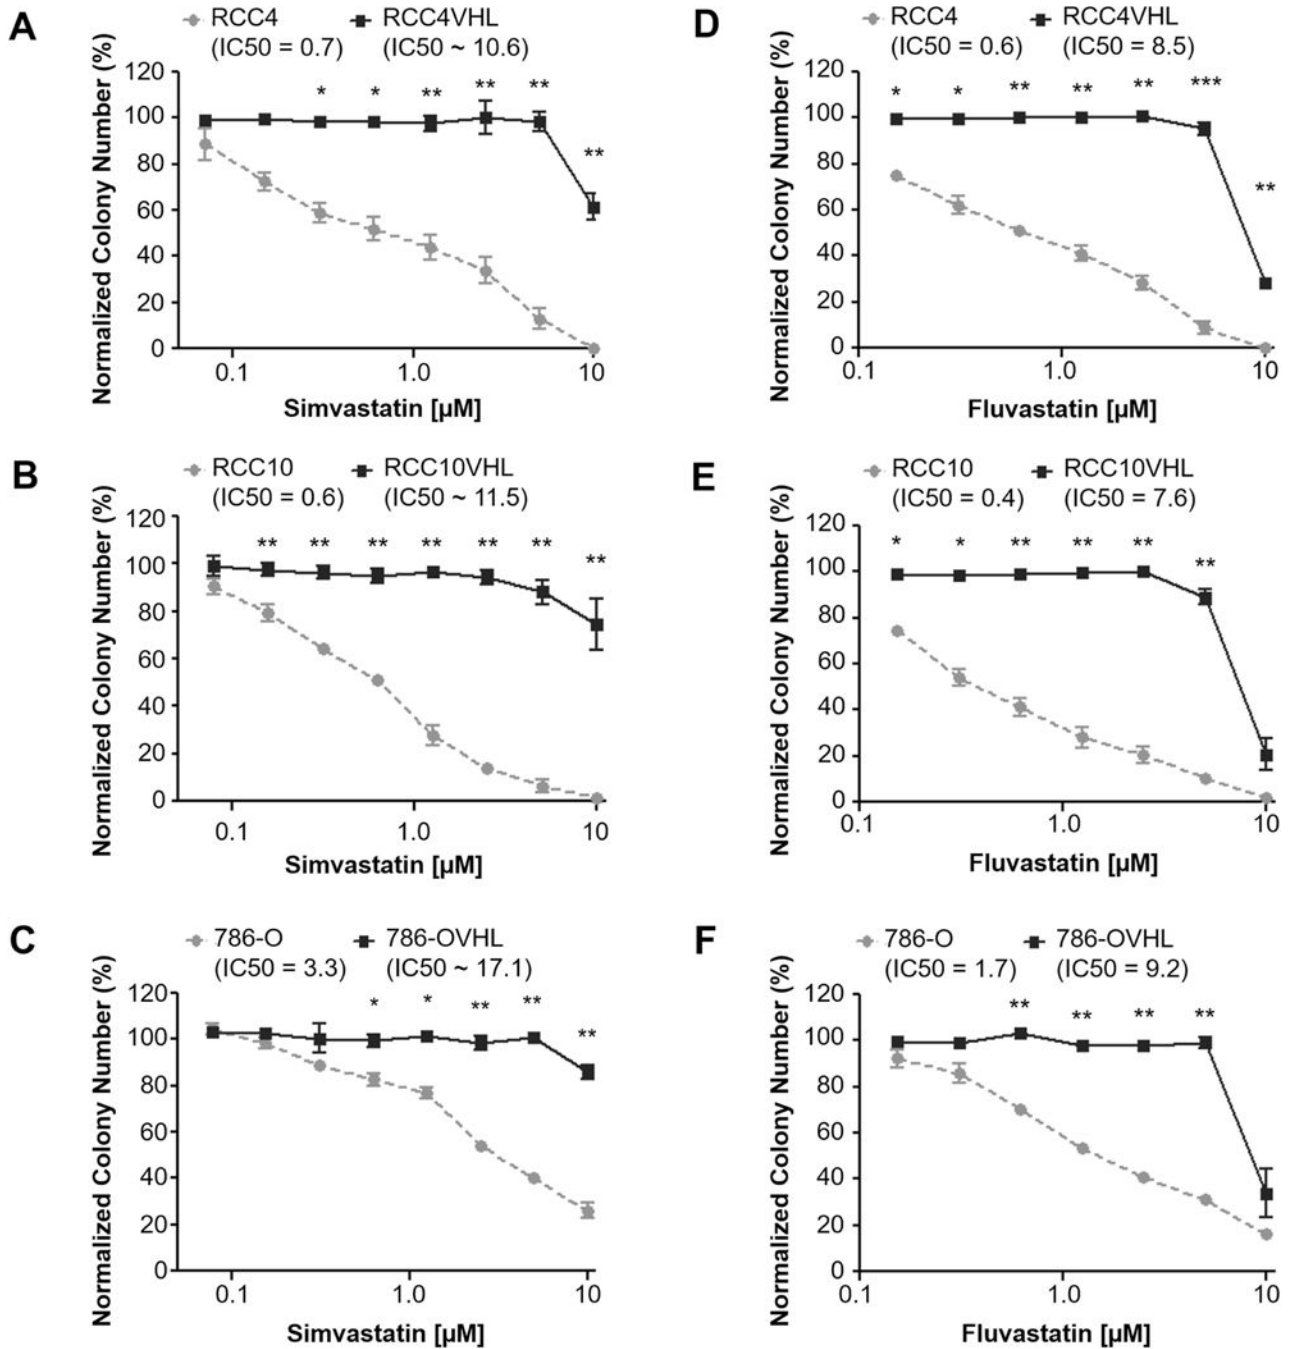 A
RCC4 RCC4VHL
(IC50 = 0.7) (IC50 ~ 10.6)
Normalized Colony Number (%)
120
100
80
60
40
20
0
* * ** ** **
**
0.1 1.0 10
Simvastatin [µM]
D
RCC4 RCC4VHL
(IC50 = 0.6) (IC50 = 8.5)
Normalized Colony Number (%)
120
100
80
60
40
20
0
* * ** ** ** ***
**
0.1 1.0 10
Fluvastatin [µM]
B
RCC10 RCC10VHL
(IC50 = 0.6) (IC50 ~ 11.5)
Normalized Colony Number (%)
120
100
80
60
40
20
0
** ** ** ** ** ** **
0.1 1.0 10
Simvastatin [µM]
E
RCC10 RCC10VHL
(IC50 = 0.4) (IC50 = 7.6)
Normalized Colony Number (%)
120
100
80
60
40
20
0
* * ** ** ** **
0.1 1.0 10
Fluvastatin [µM]
C
786-O 786-OVHL
(IC50 = 3.3) (IC50 ~ 17.1)
Normalized Colony Number (%)
120
100
80
60
40
20
0
* * ** ** **
0.1 1.0 10
Simvastatin [µM]
F
786-O 786-OVHL
(IC50 = 1.7) (IC50 = 9.2)
Normalized Colony Number (%)
120
100
80
60
40
20
0
** ** ** **
0.1 1.0 10
Fluvastatin [µM]